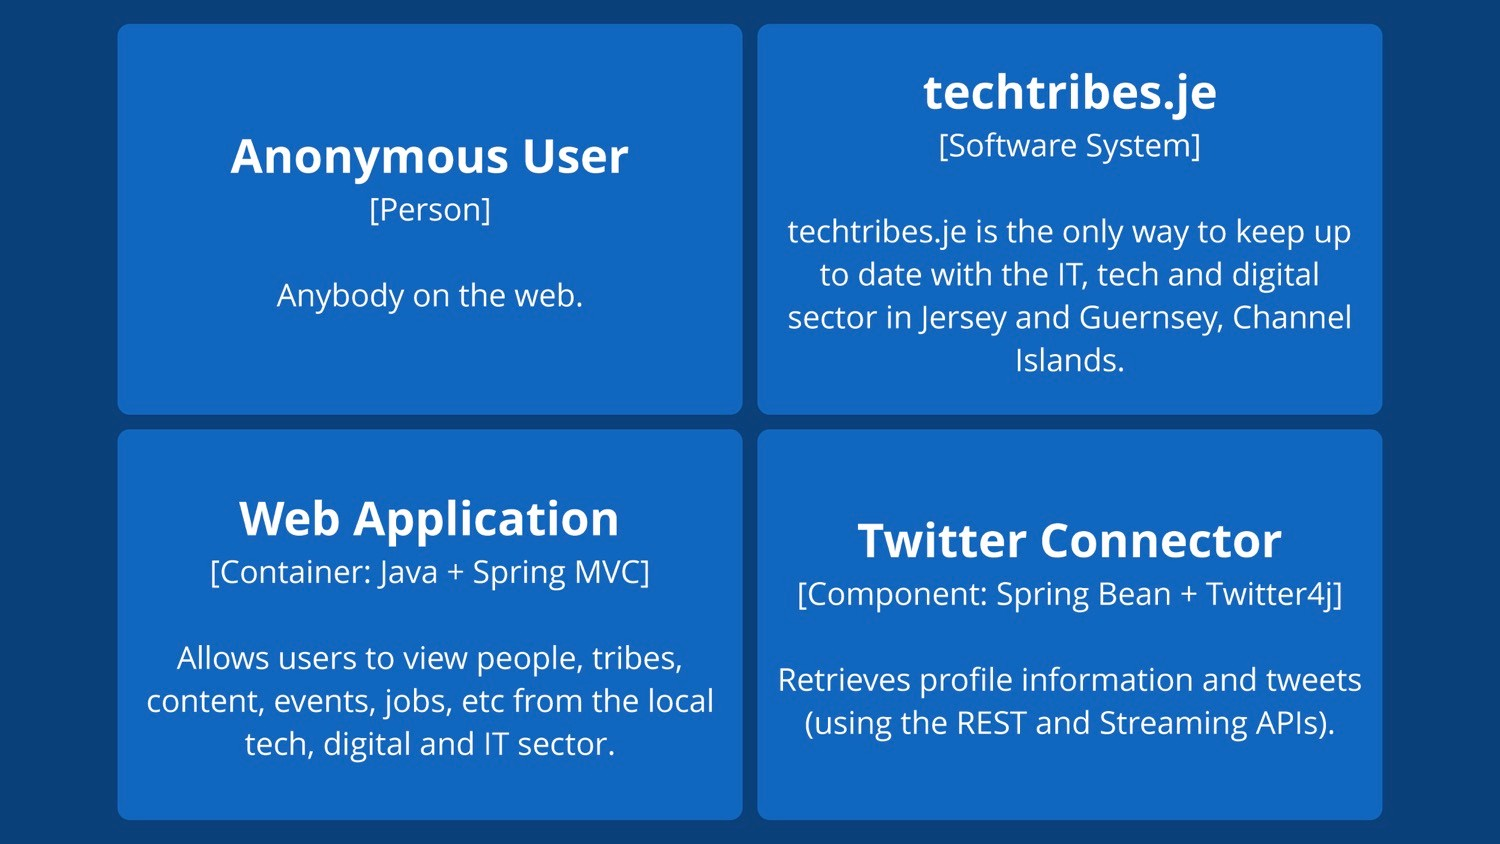 Anonymous User
[Person]
Anybody on the web.
techtribes.je
[Software System]
techtribes.je is the only way to keep up
to date with the IT, tech and digital
sector in Jersey and Guernsey, Channel
Islands.
Web Application
[Container: Java + Spring MVC]
Allows users to view people, tribes,
content, events, jobs, etc from the local
tech, digital and IT sector.
Twitter Connector
[Component: Spring Bean + Twitter4j]
Retrieves profile information and tweets
(using the REST and Streaming APIs).